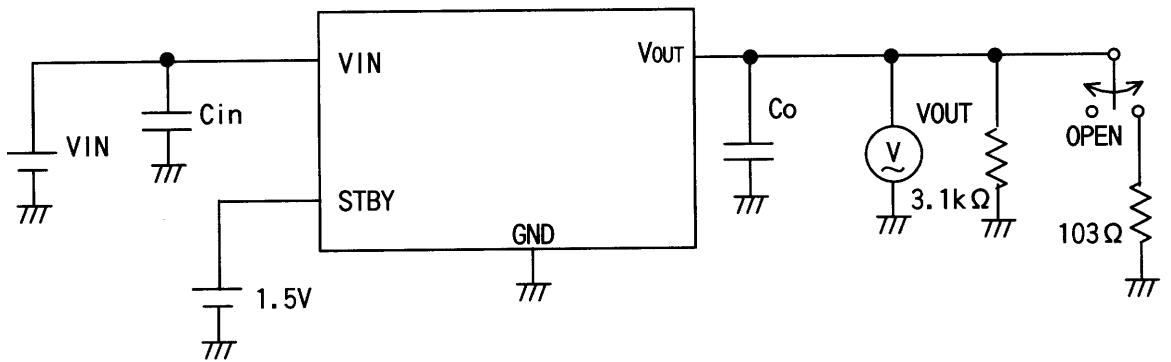 VIN
VOUT
Cin
Co
VOUT
VIN
OPEN
V
STBY
3.1kΩ
GND
103Ω
1.5V